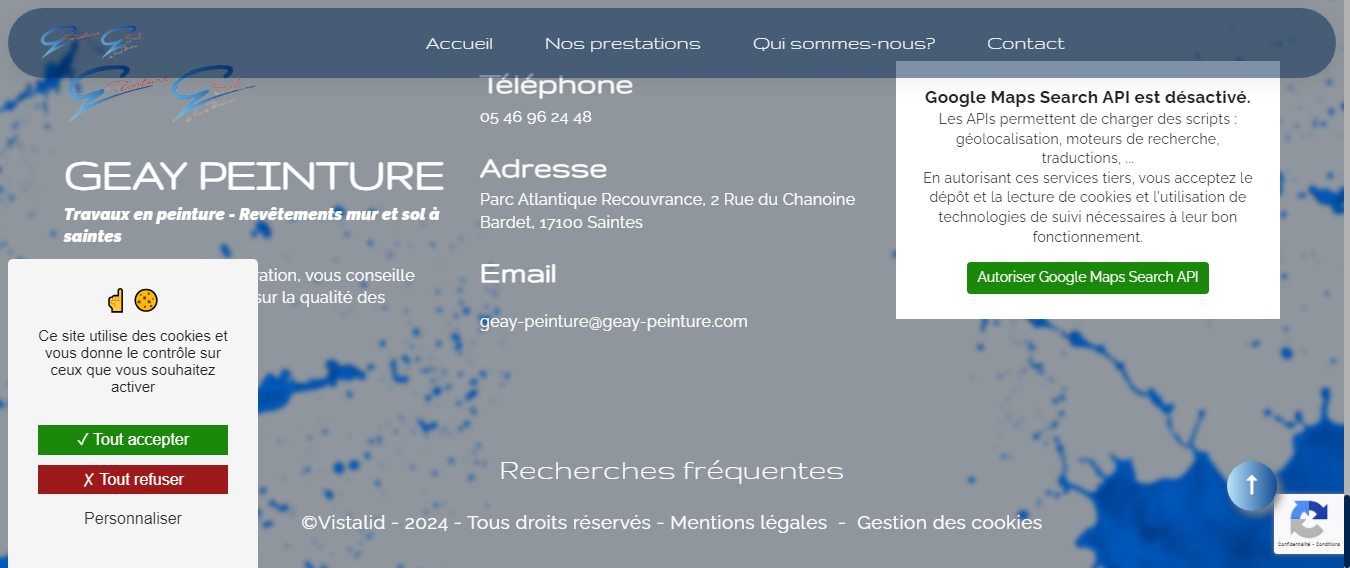 Accueil
Nos prestations
Qui sommes-nous?
Contact
GEAY PEINTURE
Travaux en peinture - Revêtements mur et sol à
saintes
ration, vous conseille
sur la qualité des
Téléphone
05 46 96 24 48
Adresse
Parc Atlantique Recouvrance, 2 Rue du Chanoine
Bardet, 17100 Saintes
Email
geay-peinture@geay-peinture.com
Google Maps Search API est désactivé.
Les APIs permettent de charger des scripts :
géolocalisation, moteurs de recherche,
traductions, ...
En autorisant ces services tiers, vous acceptez le
dépôt et la lecture de cookies et l'utilisation de
technologies de suivi nécessaires à leur bon
fonctionnement.
Autoriser Google Maps Search API
Ce site utilise des cookies et
vous donne le contrôle sur
ceux que vous souhaitez
activer
✓ Tout accepter
✗ Tout refuser
Personnaliser
Recherches fréquentes
©Vistalid - 2024 - Tous droits réservés - Mentions légales - Gestion des cookies
Confidentialité - Conditions